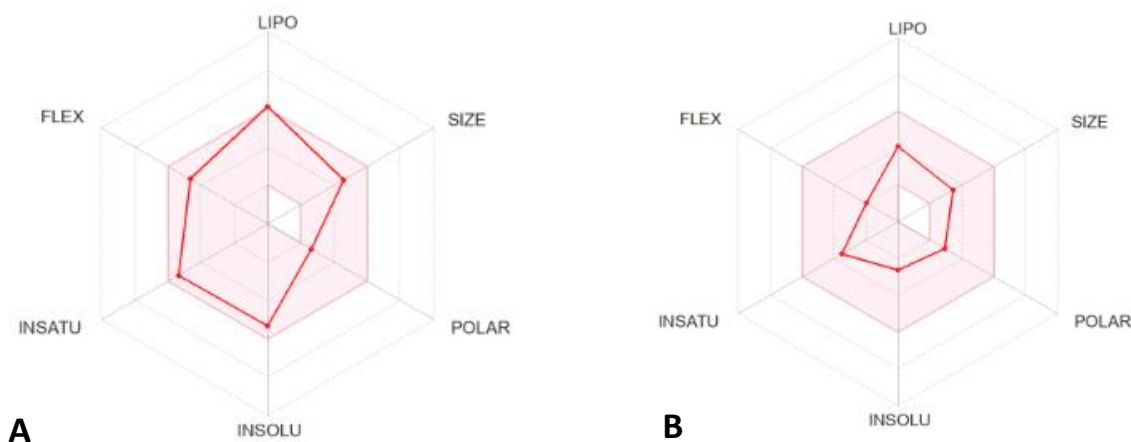 LIPO
FLEX
SIZE
INSATU
POLAR
INSOLU
A
LIPO
FLEX
SIZE
INSATU
POLAR
INSOLU
B